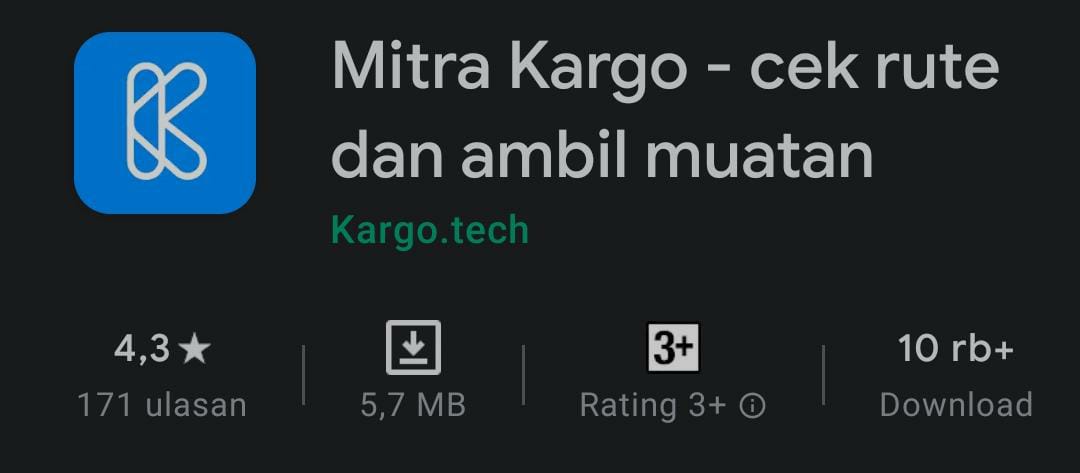 Mitra Kargo - cek rute
dan ambil muatan
Kargo.tech
4,3★
171 ulasan
5,7 MB
3+
Rating 3+
10 rb+
Download